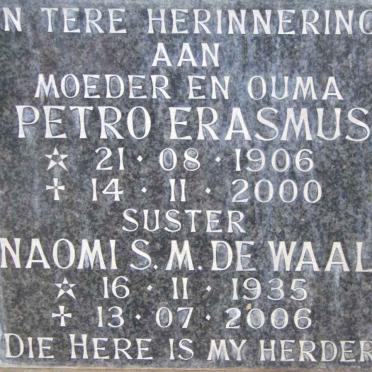 N TERE HERINNERING
AAN
MOEDER EN OUMA
PETRO ERASMUS
☆ 21 · 08 · 1906
✝ 14 · 11 · 2000
SUSTER
NAOMI S. M. DE WAAL
☆ 16 · 11 · 1935
✝ 13 · 07 · 2006
DIE HERE IS MY HERDER